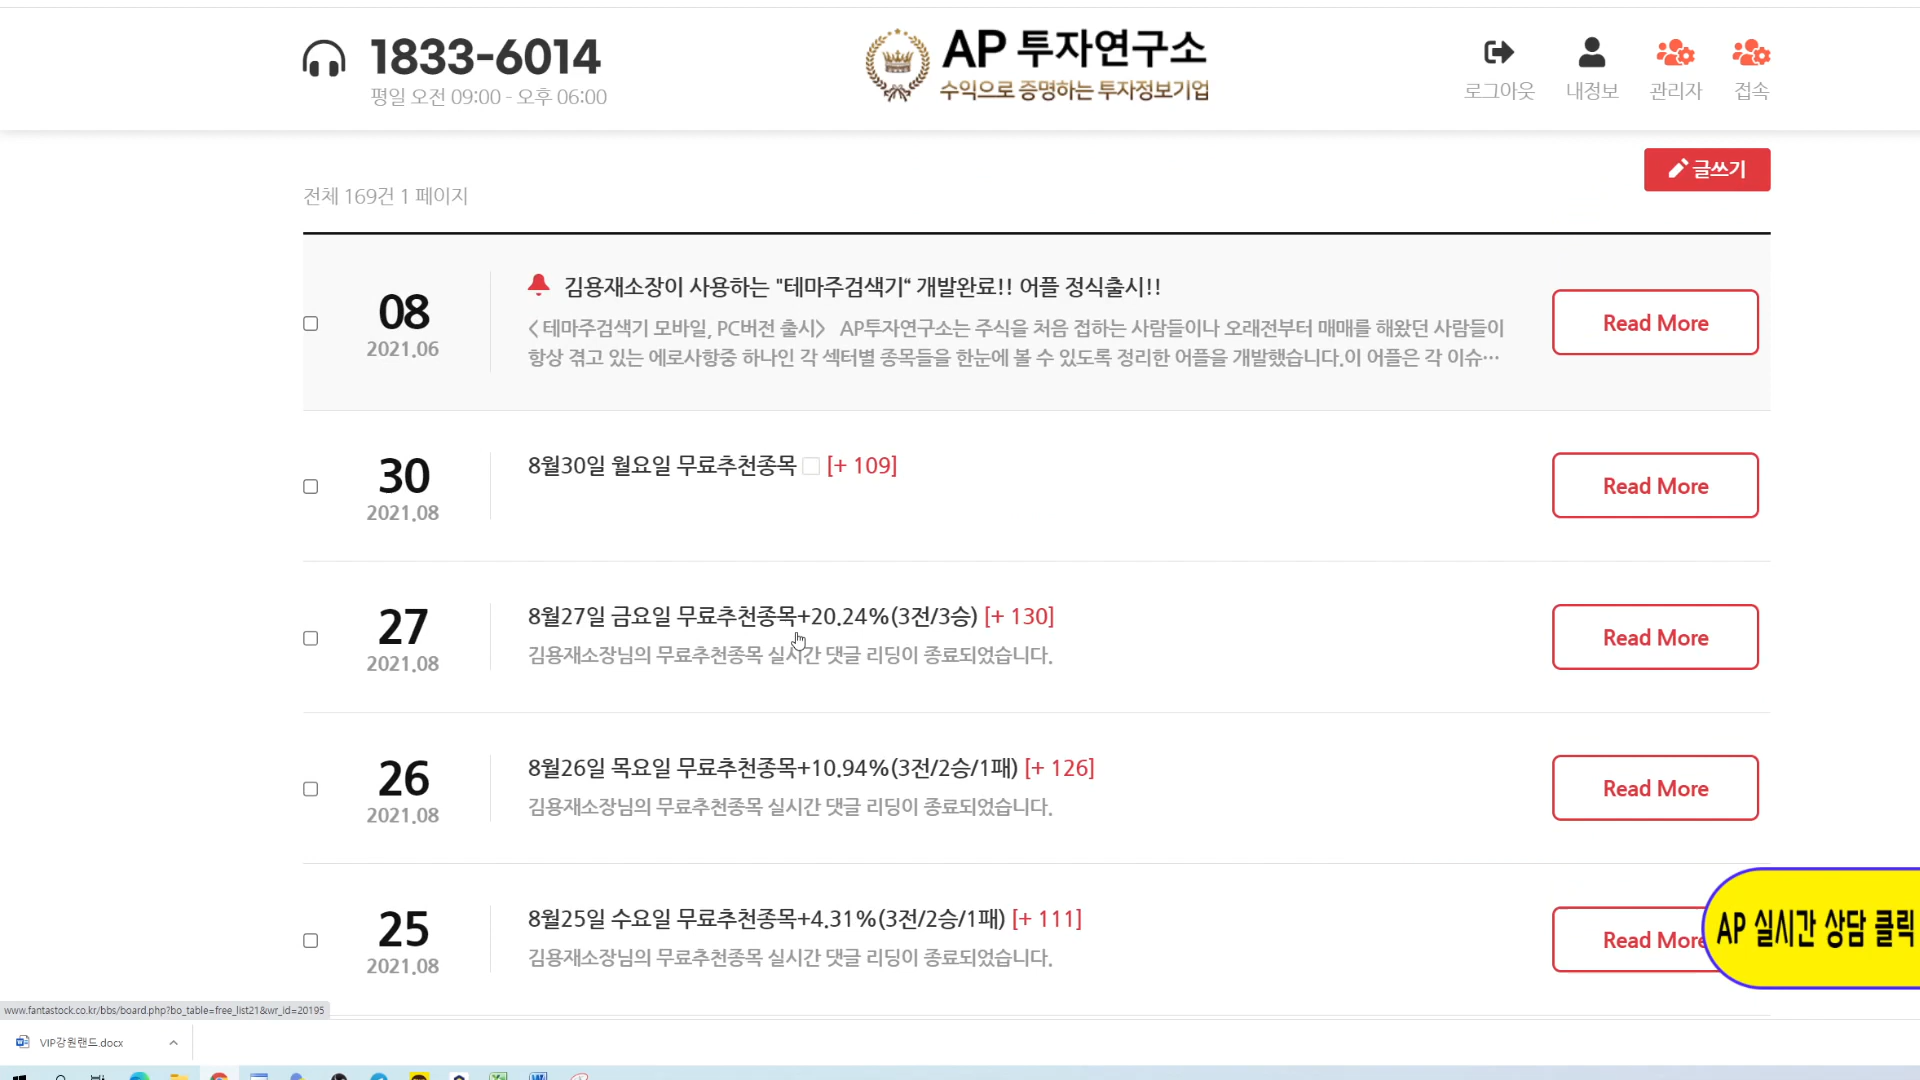 1833-6014
평일 오전 09:00 - 오후 06:00
AP 투자연구소
수익으로 증명하는 투자정보기업
로그아웃
내정보
관리자
접속
글쓰기
전체 169건 1 페이지
08
2021.06
김용재소장이 사용하는 "테마주검색기“ 개발완료!! 어플 정식출시!!
<테마주검색기 모바일, PC버전 출시> AP투자연구소는 주식을 처음 접하는 사람들이나 오래전부터 매매를 해왔던 사람들이
항상 겪고 있는 에로사항중 하나인 각 섹터별 종목들을 한눈에 볼 수 있도록 정리한 어플을 개발했습니다.이 어플은 각 이슈…
Read More
30
2021.08
8월30일 월요일 무료추천종목 [+ 109]
Read More
27
2021.08
8월27일 금요일 무료추천종목+20.24%(3전/3승) [+ 130]
김용재소장님의 무료추천종목 실시간 댓글 리딩이 종료되었습니다.
Read More
26
2021.08
8월26일 목요일 무료추천종목+10.94%(3전/2승/1패) [+ 126]
김용재소장님의 무료추천종목 실시간 댓글 리딩이 종료되었습니다.
Read More
25
2021.08
8월25일 수요일 무료추천종목+4.31%(3전/2승/1패) [+ 111]
김용재소장님의 무료추천종목 실시간 댓글 리딩이 종료되었습니다.
Read More
AP 실시간 상담 클릭
www.fantastock.co.kr/bbs/board.php?bo_table=free_list21&wr_id=20195
VIP강원랜드.docx